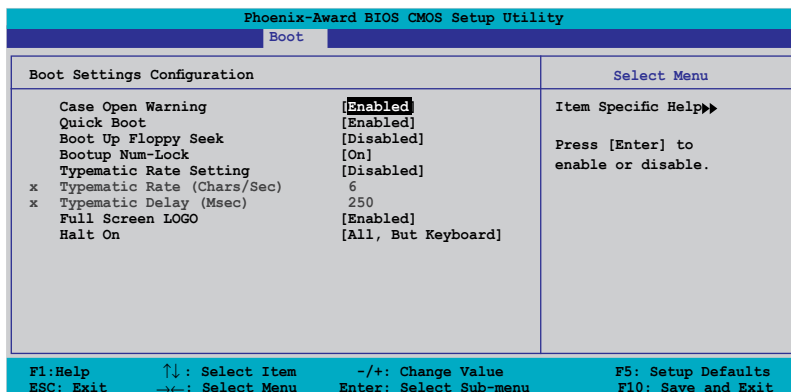 Phoenix-Award BIOS CMOS Setup Utility
Boot
Boot Settings Configuration
Select Menu
Case Open Warning [Enabled]
Quick Boot [Enabled]
Boot Up Floppy Seek [Disabled]
Bootup Num-Lock [On]
Typematic Rate Setting [Disabled]
x Typematic Rate (Chars/Sec) 6
x Typematic Delay (Msec) 250
Full Screen LOGO [Enabled]
Halt On [All, But Keyboard]
Item Specific Help▶▶
Press [Enter] to
enable or disable.
F1:Help ↑↓: Select Item -/+: Change Value F5: Setup Defaults
ESC: Exit →←: Select Menu Enter: Select Sub-menu F10: Save and Exit